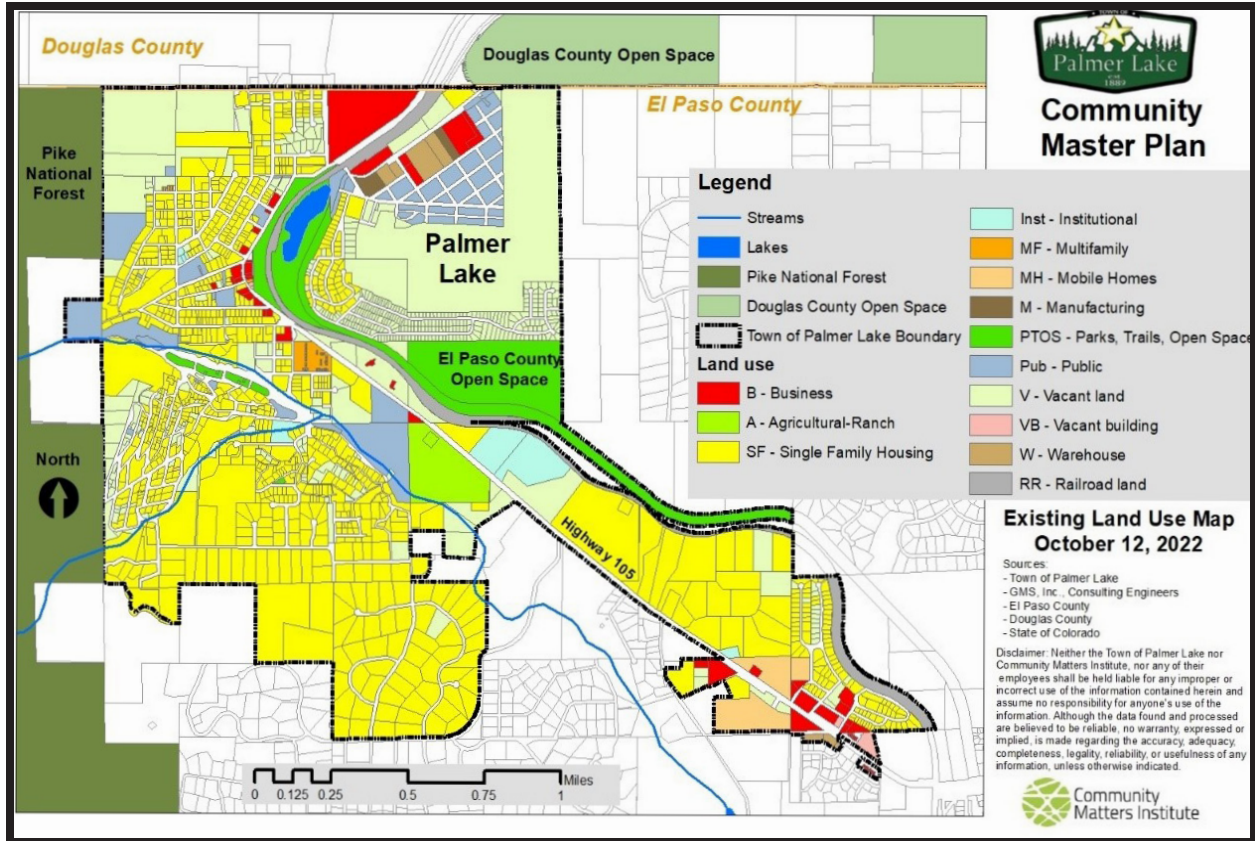 Douglas County
Douglas County Open Space
El Paso County
Pike
National
Forest
Palmer
Lake
El Paso County
Open Space
North
Highway 105
Miles
0 0.125 0.25 0.5 0.75 1
TOWN OF
Palmer Lake
Community
Master Plan
Legend
Streams
Lakes
Pike National Forest
Douglas County Open Space
Town of Palmer Lake Boundary
Land use
B - Business
A - Agricultural-Ranch
SF - Single Family Housing
Inst - Institutional
MF - Multifamily
MH - Mobile Homes
M - Manufacturing
PTOS - Parks, Trails, Open Space
Pub - Public
V - Vacant land
VB - Vacant building
W - Warehouse
RR - Railroad land
Existing Land Use Map
October 12, 2022
Sources:
- Town of Palmer Lake
- GMS, Inc., Consulting Engineers
- El Paso County
- Douglas County
- State of Colorado
Disclaimer: Neither the Town of Palmer Lake nor
Community Matters Institute, nor any of their
employees shall be held liable for any improper or
incorrect use of the information contained herein and
assume no responsibility for anyone's use of the
information. Although the data found and processed
are believed to be reliable, no warranty, expressed or
implied, is made regarding the accuracy, adequacy,
completeness, legality, reliability, or usefulness of any
information, unless otherwise indicated.
Community
Matters Institute